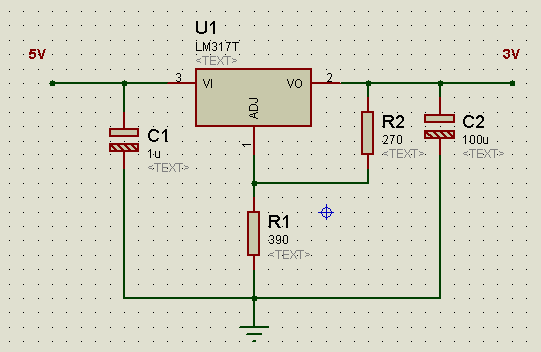 U1
5V
LM317T
3V
<TEXT>
3
VI
VO
2
ADJ
1
C1
1u
<TEXT>
R2
270
<TEXT>
C2
100u
<TEXT>
R1
390
<TEXT>